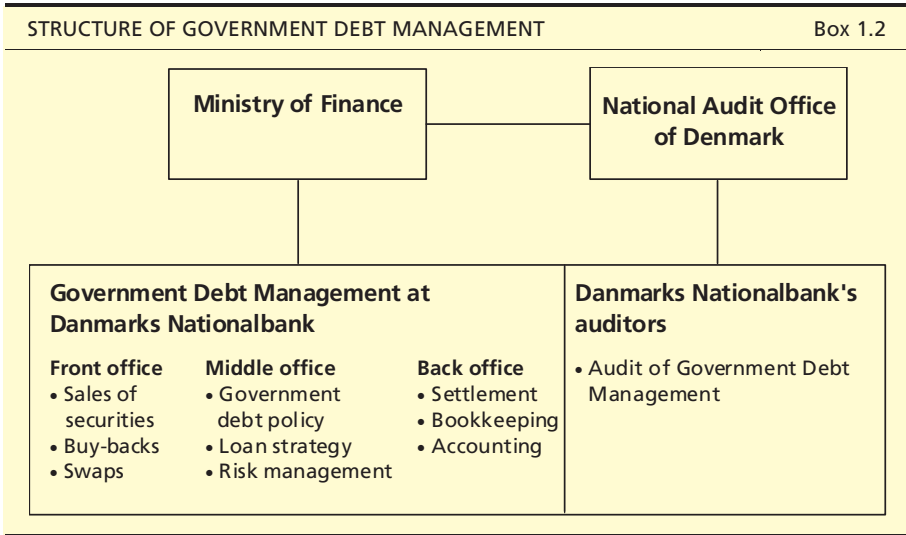 STRUCTURE OF GOVERNMENT DEBT MANAGEMENT Box 1.2
Ministry of Finance
National Audit Office
of Denmark
Government Debt Management at
Danmarks Nationalbank
Front office
• Sales of
securities
• Buy-backs
• Swaps
Middle office
• Government
debt policy
• Loan strategy
• Risk management
Back office
• Settlement
• Bookkeeping
• Accounting
Danmarks Nationalbank's
auditors
• Audit of Government Debt
Management